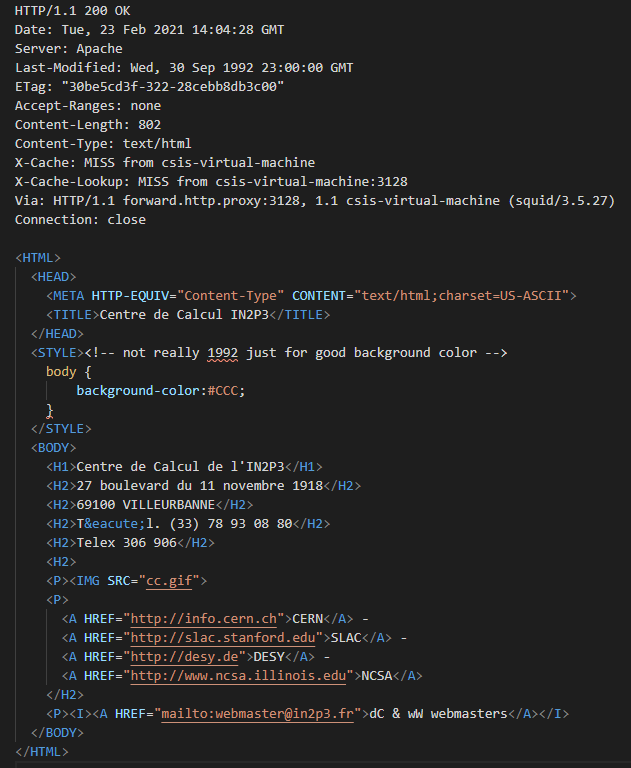 HTTP/1.1 200 OK
Date: Tue, 23 Feb 2021 14:04:28 GMT
Server: Apache
Last-Modified: Wed, 30 Sep 1992 23:00:00 GMT
ETag: "30be5cd3f-322-28cebb8db3c00"
Accept-Ranges: none
Content-Length: 802
Content-Type: text/html
X-Cache: MISS from csis-virtual-machine
X-Cache-Lookup: MISS from csis-virtual-machine:3128
Via: HTTP/1.1 forward.http.proxy:3128, 1.1 csis-virtual-machine (squid/3.5.27)
Connection: close

<HTML>
  <HEAD>
    <META HTTP-EQUIV="Content-Type" CONTENT="text/html;charset=US-ASCII">
    <TITLE>Centre de Calcul IN2P3</TITLE>
  </HEAD>
  <STYLE><!-- not really 1992 just for good background color -->
    body {
        background-color:#CCC;
    }
  </STYLE>
  <BODY>
    <H1>Centre de Calcul de l'IN2P3</H1>
    <H2>27 boulevard du 11 novembre 1918</H2>
    <H2>69100 VILLEURBANNE</H2>
    <H2>T&eacute;l. (33) 78 93 08 80</H2>
    <H2>Telex 306 906</H2>
    <H2>
    <P><IMG SRC="cc.gif">
    <P>
      <A HREF="http://info.cern.ch">CERN</A> -
      <A HREF="http://slac.stanford.edu">SLAC</A> -
      <A HREF="http://desy.de">DESY</A> -
      <A HREF="http://www.ncsa.illinois.edu">NCSA</A>
    </H2>
    <P><I><A HREF="mailto:webmaster@in2p3.fr">dC & wW webmasters</A></I>
  </BODY>
</HTML>